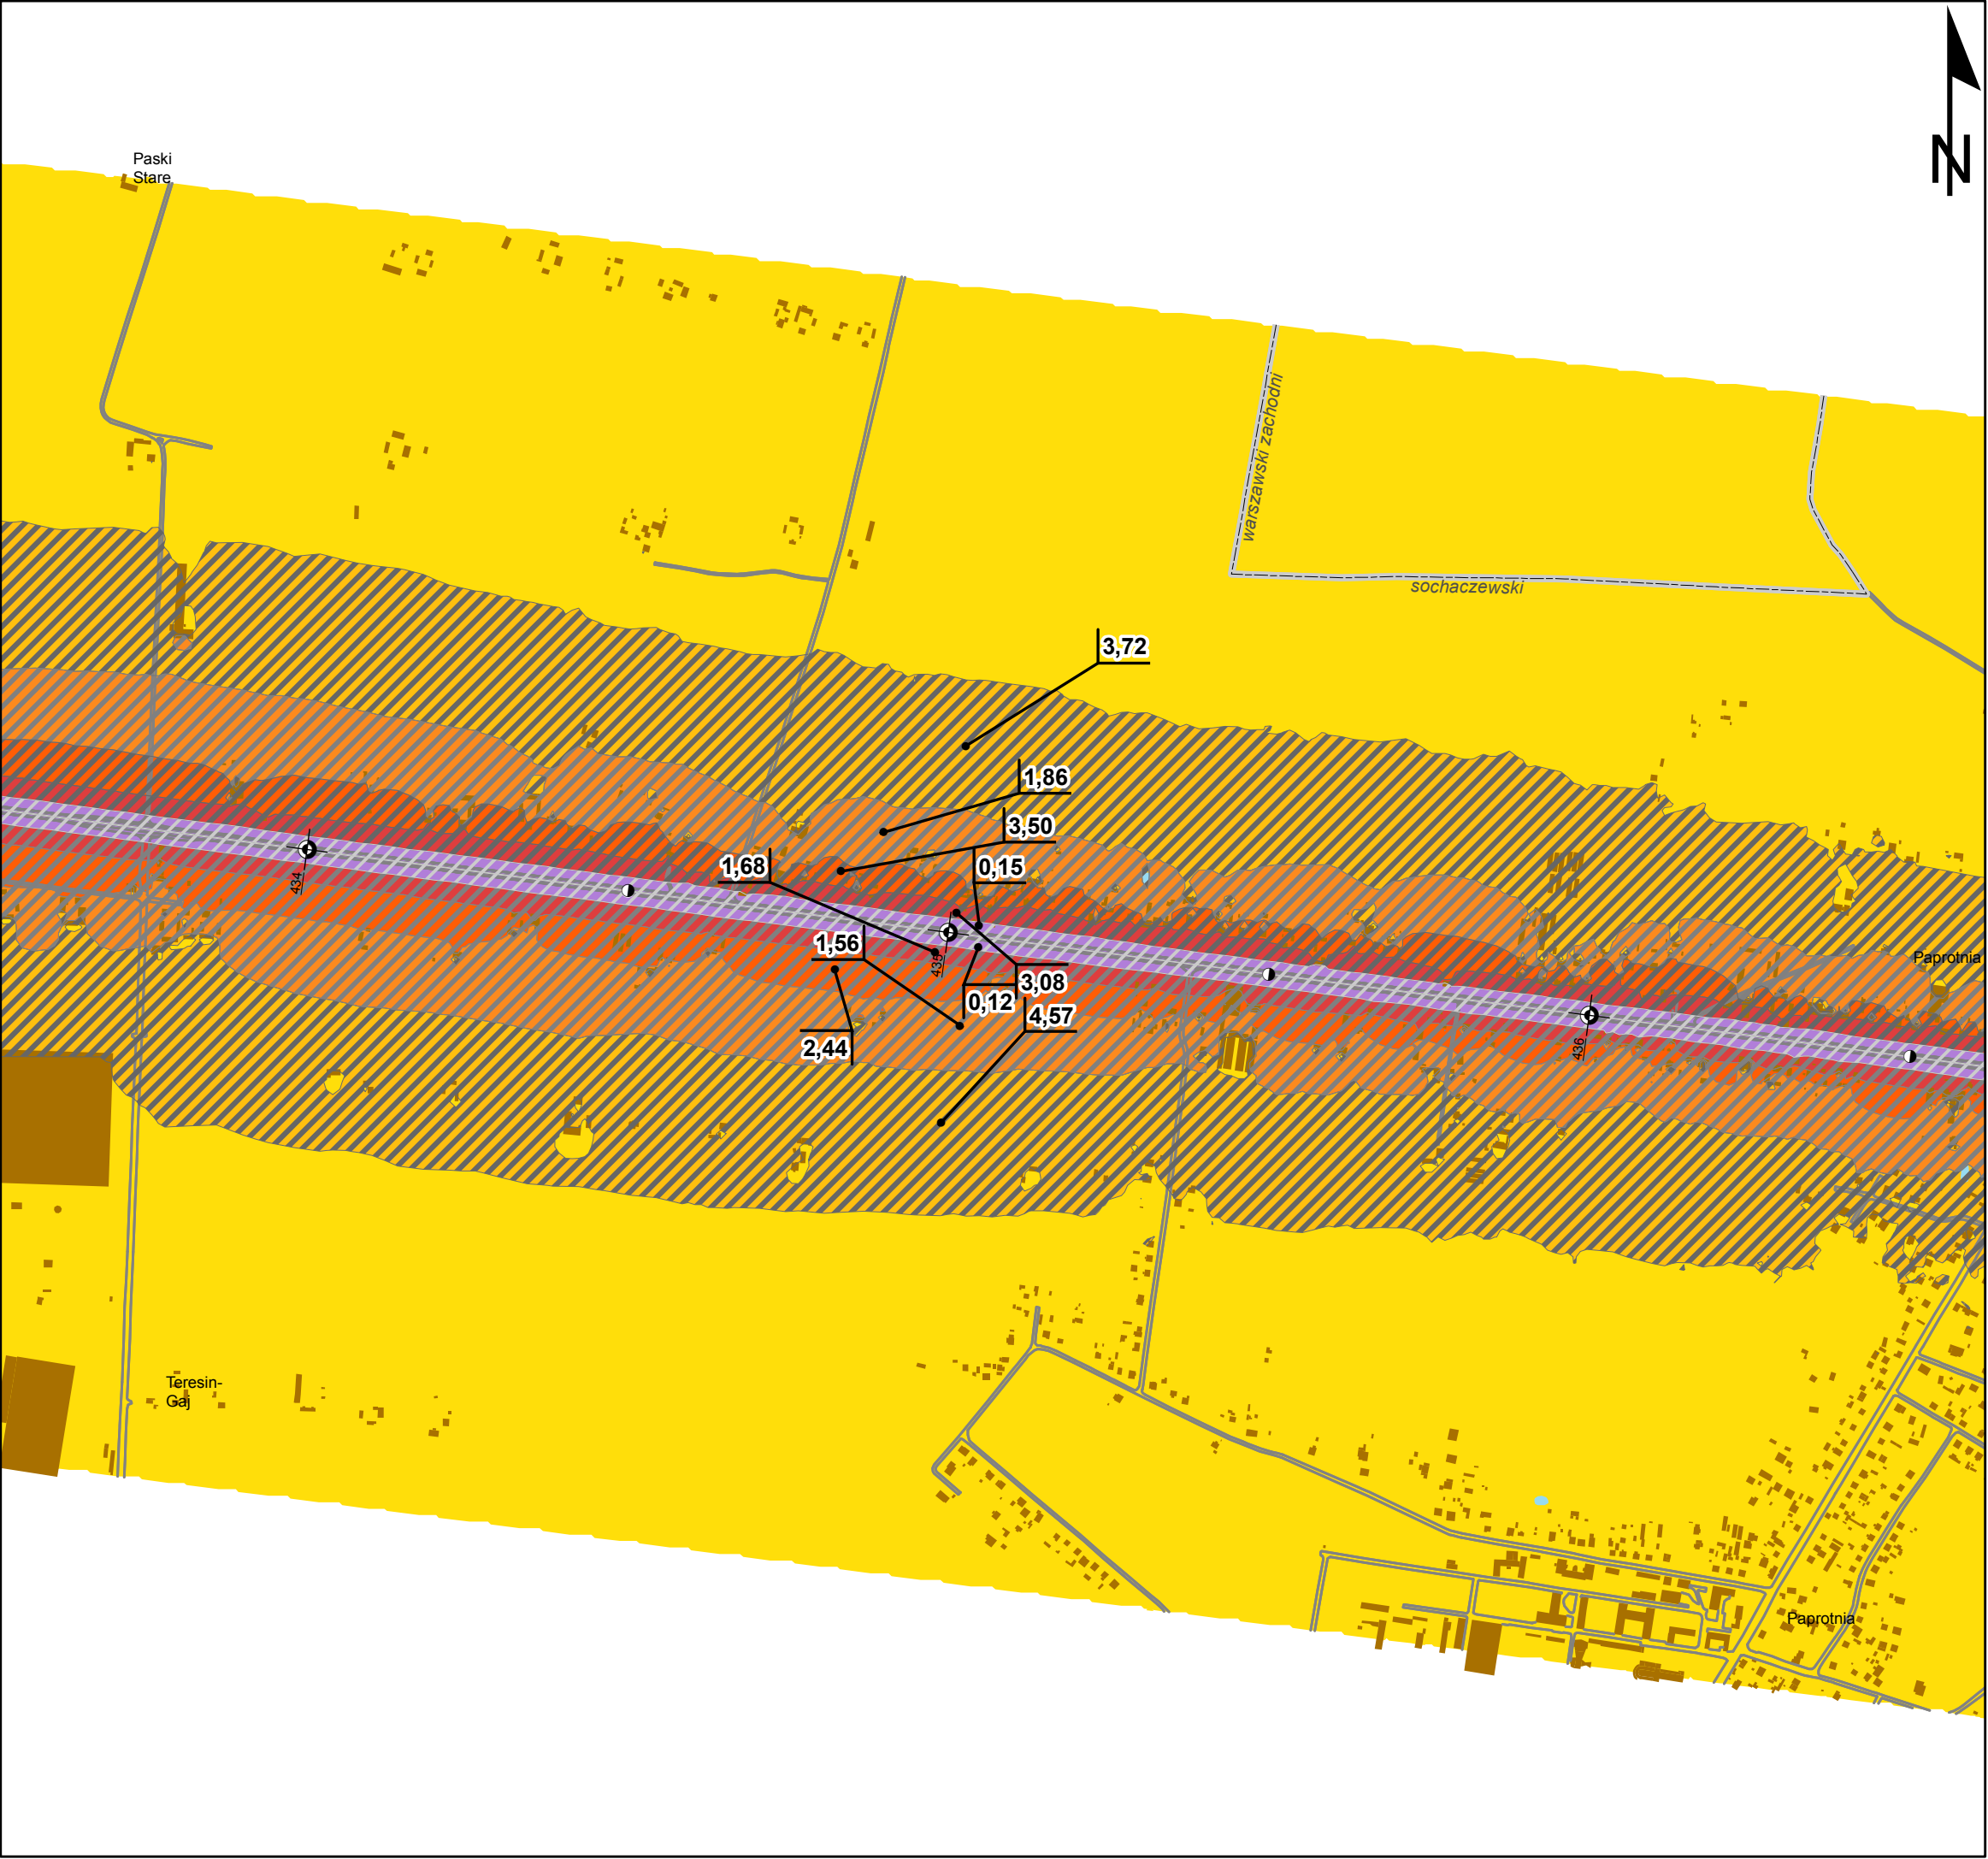 N
Paski
Stare
warszawski zachodni
sochaczewski
3,72
1,86
3,50
1,68
0,15
434
1,56
435
Paprotnia
3,08
0,12
4,57
2,44
436
Teresin-
Gaj
Paprotnia